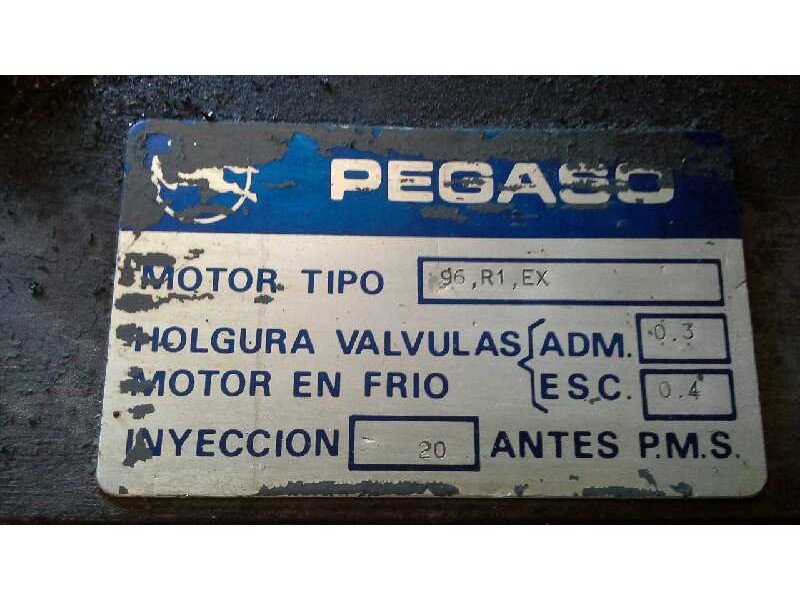 PEGASO
MOTOR TIPO 96,R1,EX
HOLGURA VALVULAS ADM. 0.3
MOTOR EN FRIO ESC. 0.4
INYECCION 20 ANTES P.M.S.